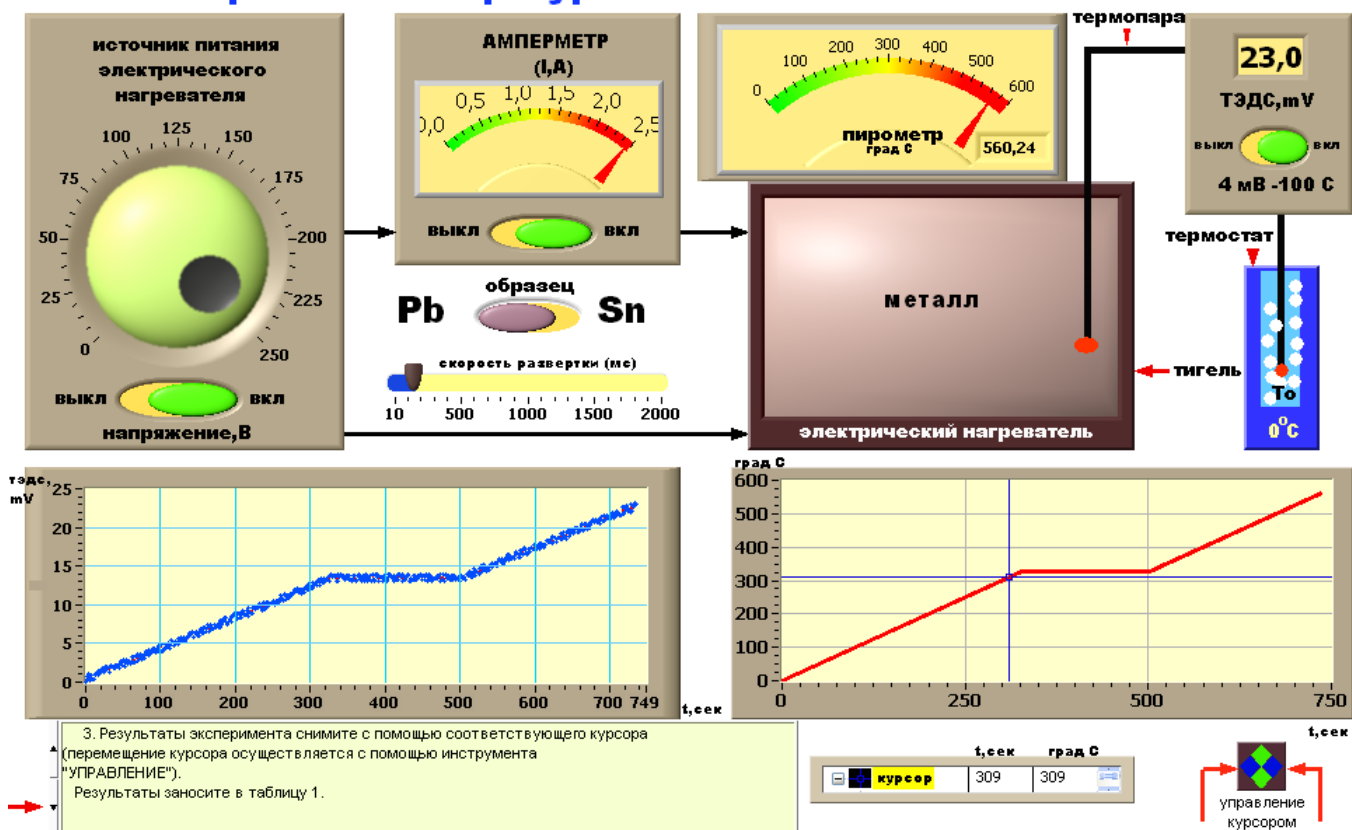 источник питания
электрического
нагревателя
0 25 50 75 100 125 150 175 200 225 250
выкл вкл
напряжение,В
АМПЕРМЕТР
(I,A)
0,0 0,5 1,0 1,5 2,0 2,5
выкл вкл
образец
Pb Sn
скорость развертки (мс)
10 500 1000 1500 2000
0 100 200 300 400 500 600
пирометр
град С
560,24
термопара
23,0
ТЭДС,mV
выкл вкл
4 мВ -100 С
термостат
металл
тигель
То
0°С
электрический нагреватель
тэдс,
mV
25
20
15
10
5
0
0 100 200 300 400 500 600 700 749
t,сек
град С
600
500
400
300
200
100
0
0 250 500 750
t,сек
3. Результаты эксперимента снимите с помощью соответствующего курсора
(перемещение курсора осуществляется с помощью инструмента
"УПРАВЛЕНИЕ").
Результаты заносите в таблицу 1.
t,сек град С
курсор 309 309
управление
курсором